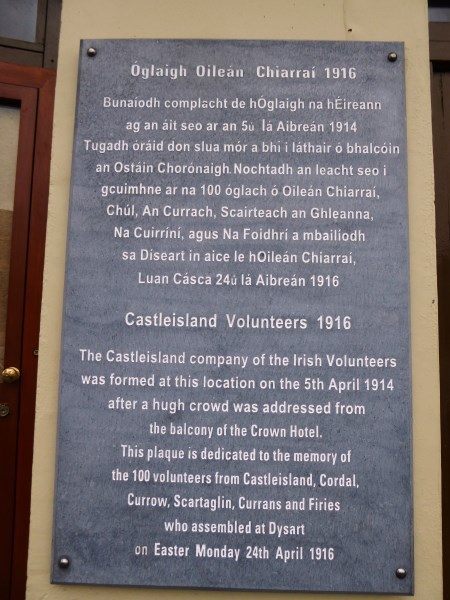 Óglaigh Oileán Chiarraí 1916
Bunaíodh complacht de hÓglaigh na hÉireann
ag an áit seo ar an 5ú lá Aibreán 1914
Tugadh óráid don slua mór a bhí i láthair ó bhalcóin
an Ostáin Chorónaigh. Nochtadh an leacht seo i
gcuimhne ar na 100 óglach ó Oileán Chiarraí,
Chúl, An Currach, Scairteach an Ghleanna,
Na Cuirríní, agus Na Foidhrí a mbailíodh
sa Díseart in aice le hOileán Chiarraí,
Luan Cásca 24ú lá Aibreán 1916
Castleisland Volunteers 1916
The Castleisland company of the Irish Volunteers
was formed at this location on the 5th April 1914
after a hugh crowd was addressed from
the balcony of the Crown Hotel.
This plaque is dedicated to the memory of
the 100 volunteers from Castleisland, Cordal,
Currow, Scartaglin, Currans and Firies
who assembled at Dysart
on Easter Monday 24th April 1916